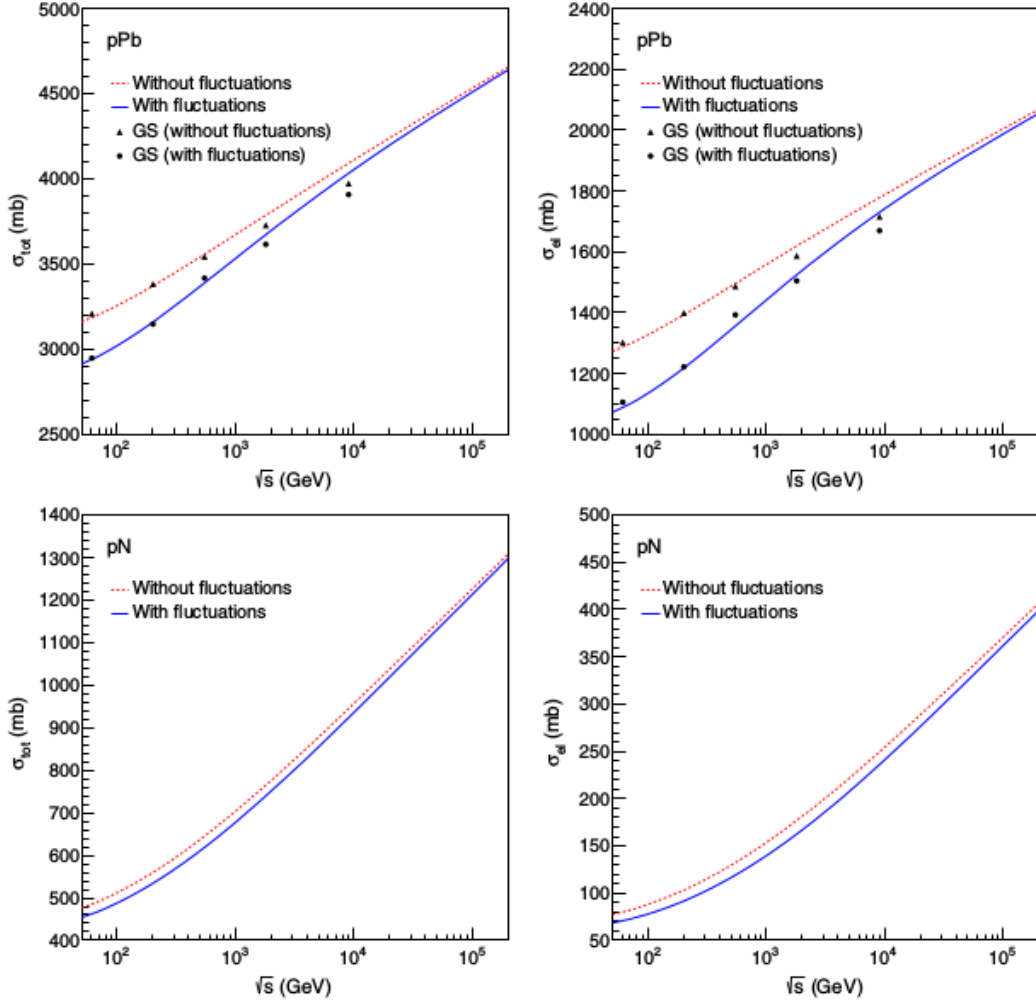 5000
4500
4000
3500
3000
2500
σtot (mb)
pPb
Without fluctuations
With fluctuations
GS (without fluctuations)
GS (with fluctuations)
10² 10³ 10⁴ 10⁵
√s (GeV)
2400
2200
2000
1800
1600
1400
1200
1000
σel (mb)
pPb
Without fluctuations
With fluctuations
GS (without fluctuations)
GS (with fluctuations)
10² 10³ 10⁴ 10⁵
√s (GeV)
1400
1300
1200
1100
1000
900
800
700
600
500
400
σtot (mb)
pN
Without fluctuations
With fluctuations
10² 10³ 10⁴ 10⁵
√s (GeV)
500
450
400
350
300
250
200
150
100
50
σel (mb)
pN
Without fluctuations
With fluctuations
10² 10³ 10⁴ 10⁵
√s (GeV)